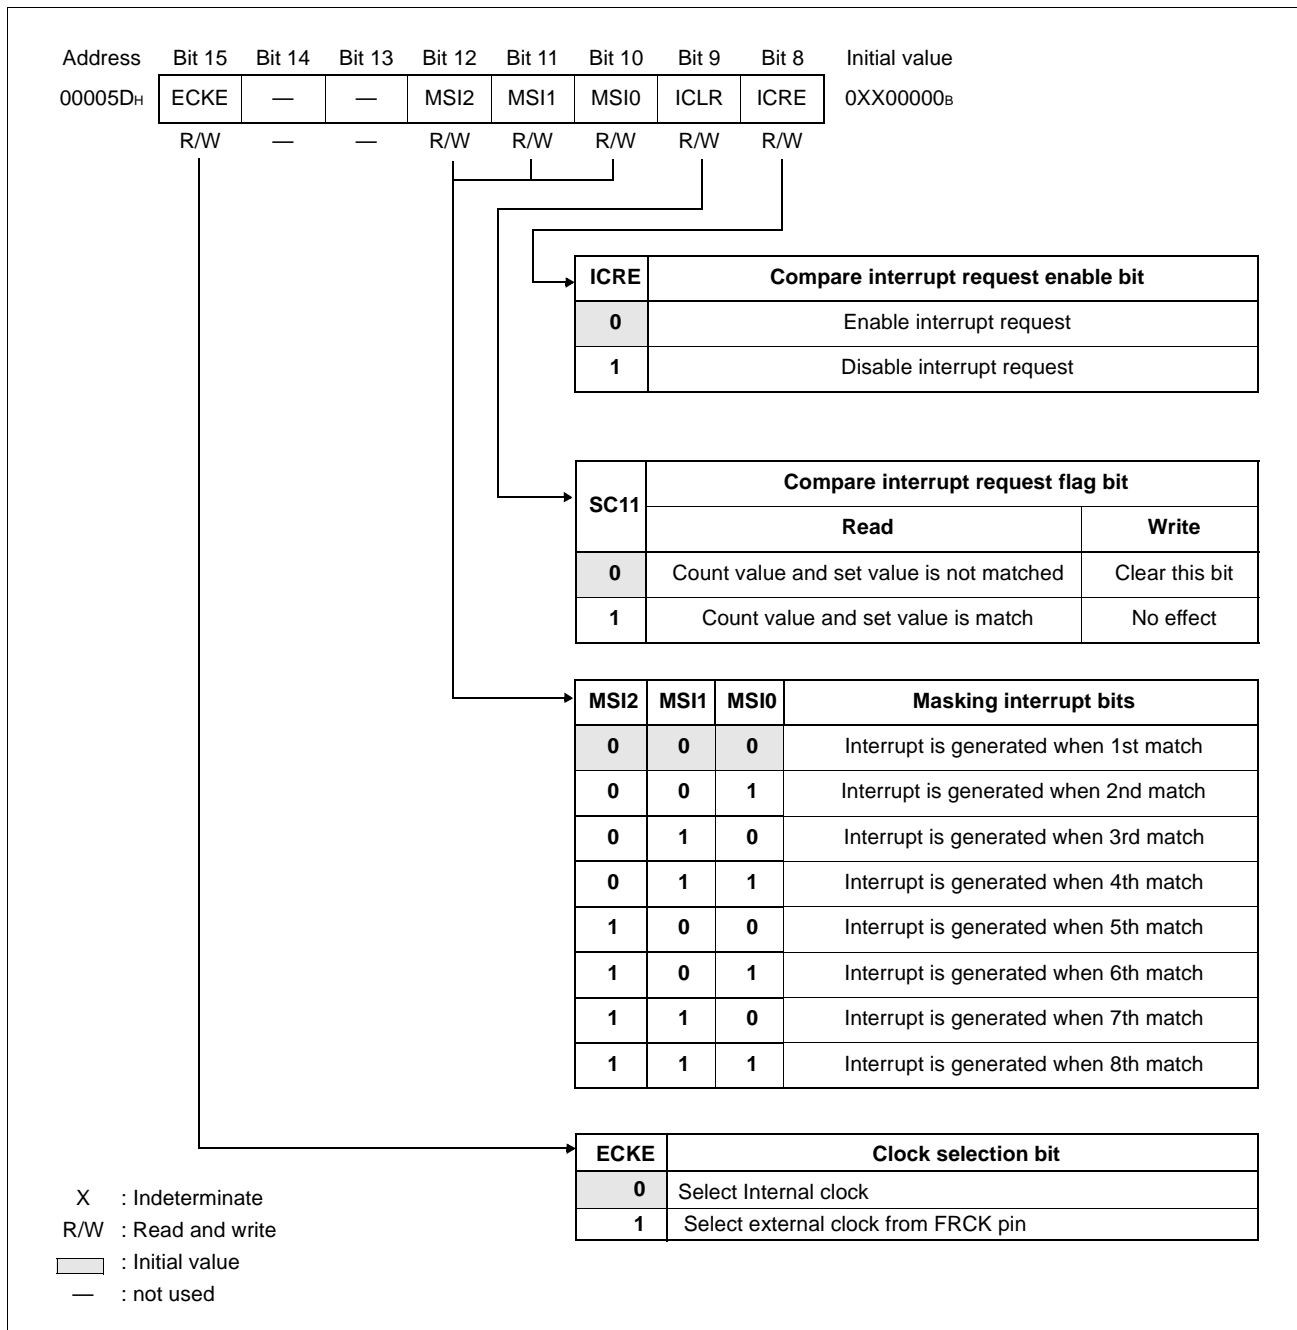 Address Bit 15 Bit 14 Bit 13 Bit 12 Bit 11 Bit 10 Bit 9 Bit 8 Initial value
00005DH ECKE — — MSI2 MSI1 MSI0 ICLR ICRE 0XX00000B
R/W — — R/W R/W R/W R/W R/W
ICRE Compare interrupt request enable bit
0 Enable interrupt request
1 Disable interrupt request
SC11 Compare interrupt request flag bit
Read Write
0 Count value and set value is not matched Clear this bit
1 Count value and set value is match No effect
MSI2 MSI1 MSI0 Masking interrupt bits
0 0 0 Interrupt is generated when 1st match
0 0 1 Interrupt is generated when 2nd match
0 1 0 Interrupt is generated when 3rd match
0 1 1 Interrupt is generated when 4th match
1 0 0 Interrupt is generated when 5th match
1 0 1 Interrupt is generated when 6th match
1 1 0 Interrupt is generated when 7th match
1 1 1 Interrupt is generated when 8th match
ECKE Clock selection bit
0 Select Internal clock
1 Select external clock from FRCK pin
X : Indeterminate
R/W : Read and write
: Initial value
— : not used